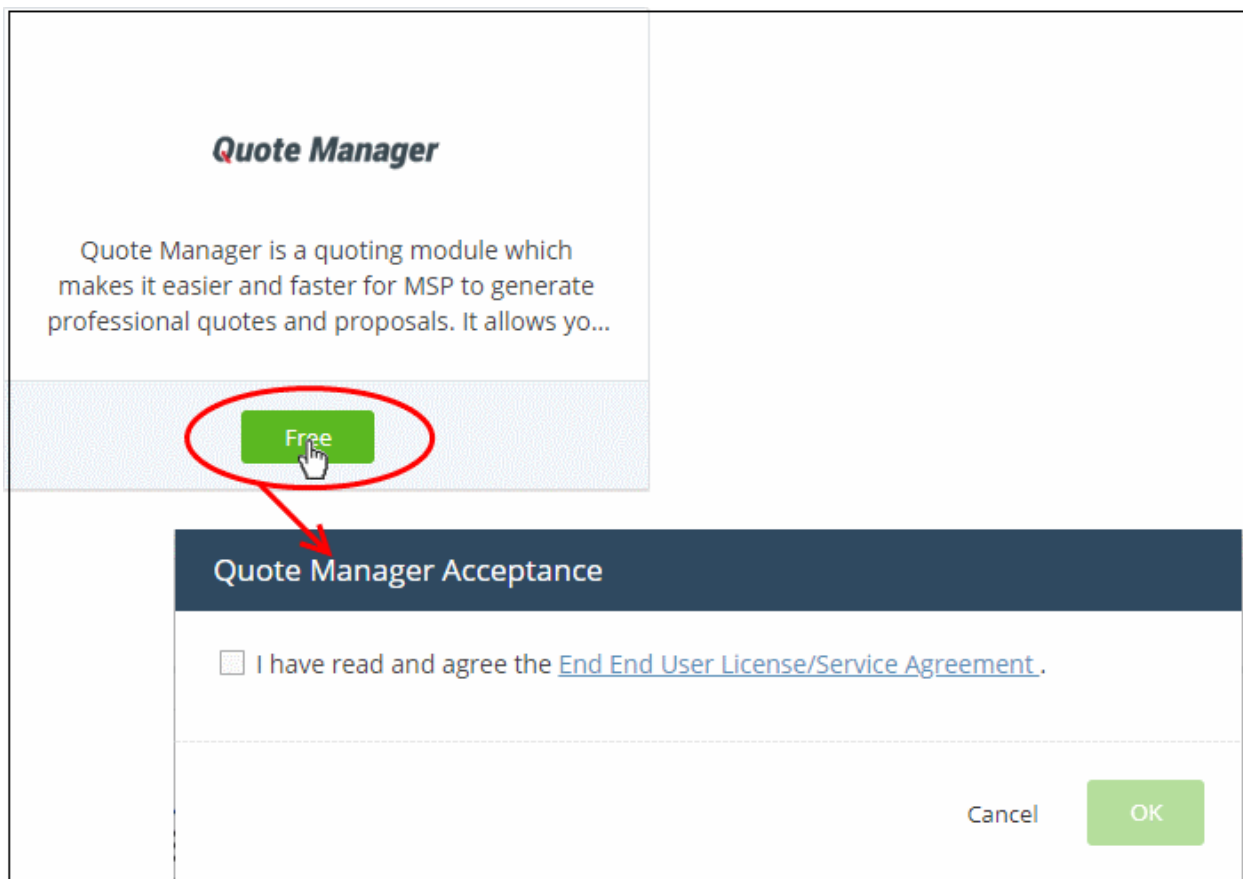 Quote Manager
Quote Manager is a quoting module which
makes it easier and faster for MSP to generate
professional quotes and proposals. It allows yo...
Free
Quote Manager Acceptance
I have read and agree the End End User License/Service Agreement .
Cancel
OK